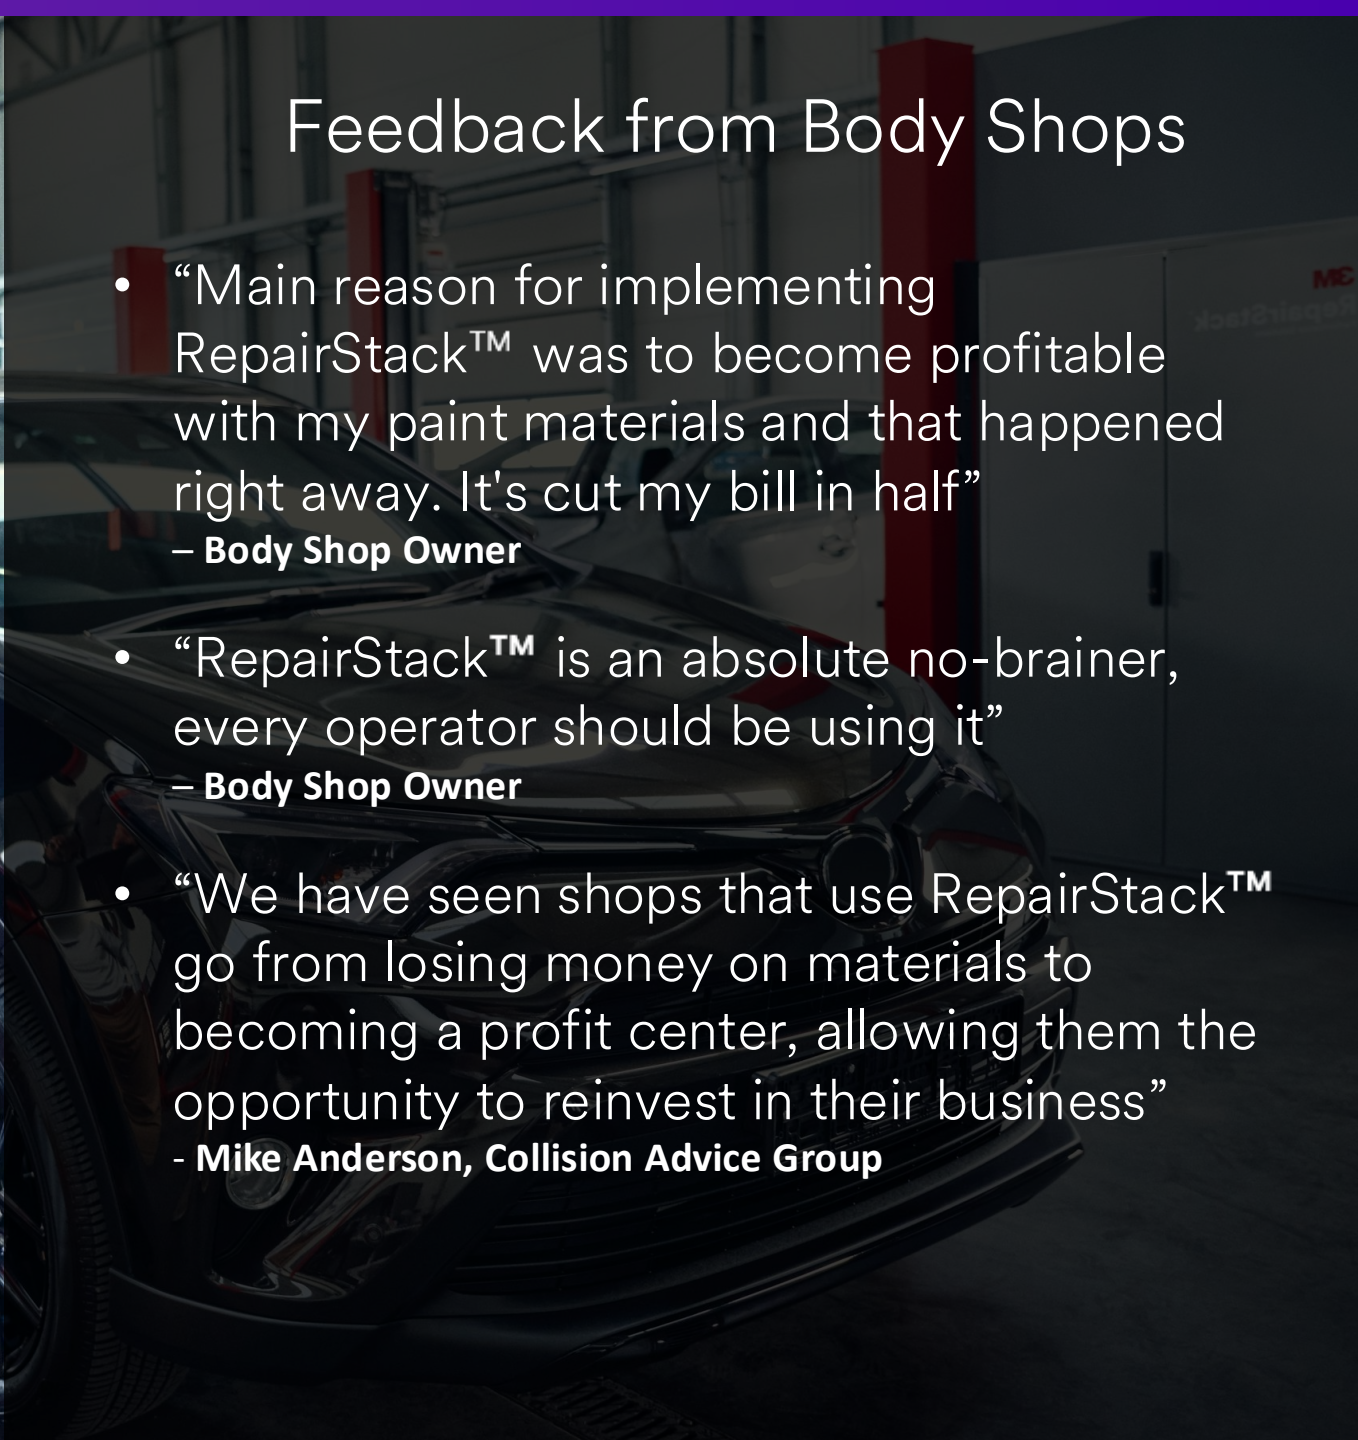 Feedback from Body Shops
• “Main reason for implementing
RepairStack™ was to become profitable
with my paint materials and that happened
right away. It's cut my bill in half”
– Body Shop Owner
• “RepairStack™ is an absolute no-brainer,
every operator should be using it”
– Body Shop Owner
• “We have seen shops that use RepairStack™
go from losing money on materials to
becoming a profit center, allowing them the
opportunity to reinvest in their business”
- Mike Anderson, Collision Advice Group
3M
RepairStack